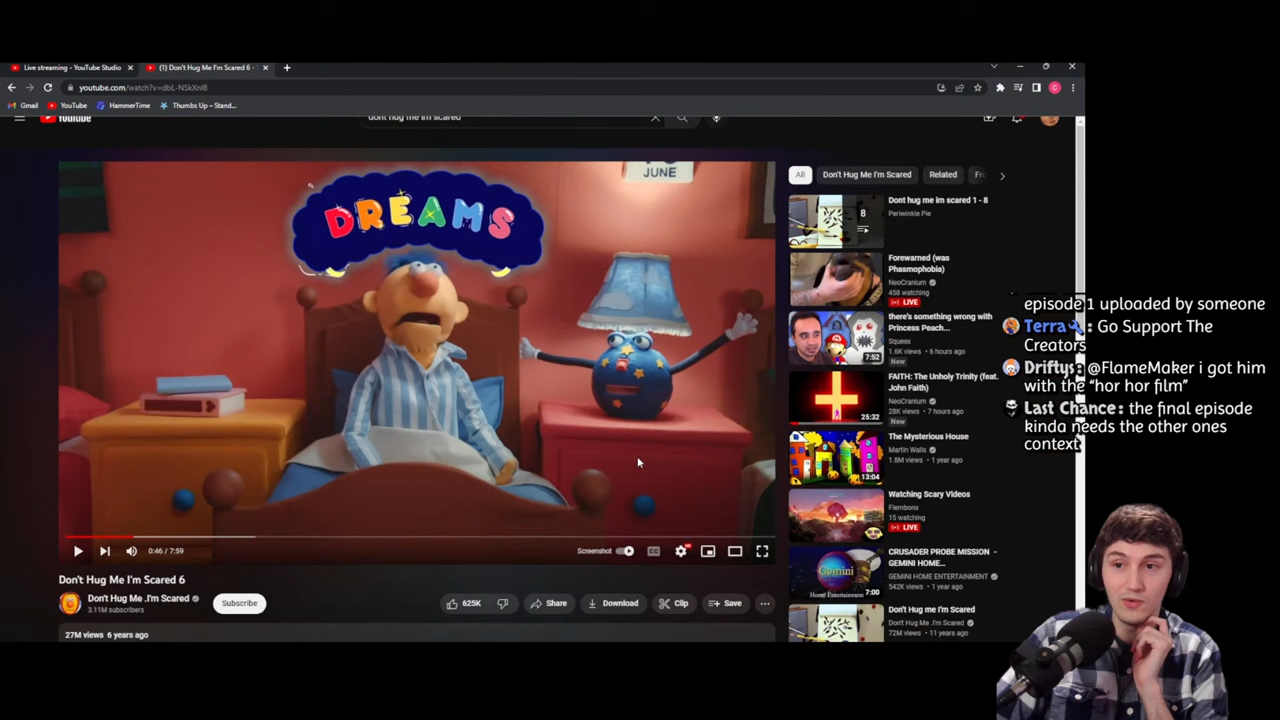 Live streaming - YouTube Studio
(1) Don't Hug Me I'm Scared 6 -
youtube.com/watch?v=dbL-NSkXnI8
Gmail
YouTube
HammerTime
Thumbs Up – Stand...
YouTube
dont hug me im scared
DREAMS
JUNE
All
Don't Hug Me I'm Scared
Related
Dont hug me im scared 1 - 8
Periwinkle Pie
8
Forewarned (was
Phasmophobia)
NeoCranium
458 watching
LIVE
there's something wrong with
Princess Peach...
Squeex
1.6K views • 6 hours ago
New
7:52
FAITH: The Unholy Trinity (feat.
John Faith)
NeoCranium
28K views • 7 hours ago
New
25:32
The Mysterious House
Martin Walls
1.8M views • 1 year ago
13:04
Watching Scary Videos
Flembons
15 watching
LIVE
CRUSADER PROBE MISSION -
GEMINI HOME...
GEMINI HOME ENTERTAINMENT
542K views • 1 year ago
Gemini
Home Entertainment
7:00
Don't Hug me I'm Scared
Don't Hug Me .I'm Scared
72M views • 11 years ago
0:46 / 7:59
Screenshot
CC
Don't Hug Me I'm Scared 6
Don't Hug Me .I'm Scared
3.11M subscribers
Subscribe
625K
Share
Download
Clip
Save
27M views 6 years ago
episode 1 uploaded by someone
Terra: Go Support The
Creators
Driftys: @FlameMaker i got him
with the "hor hor film"
Last Chance: the final episode
kinda needs the other ones
context